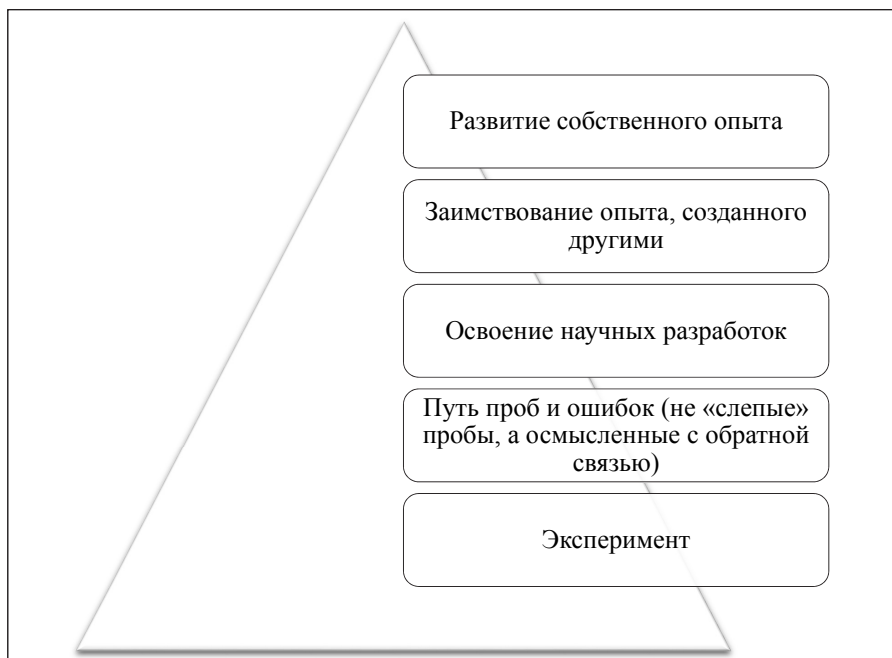 Развитие собственного опыта
Заимствование опыта, созданного
другими
Освоение научных разработок
Путь проб и ошибок (не «слепые»
пробы, а осмысленные с обратной
связью)
Эксперимент